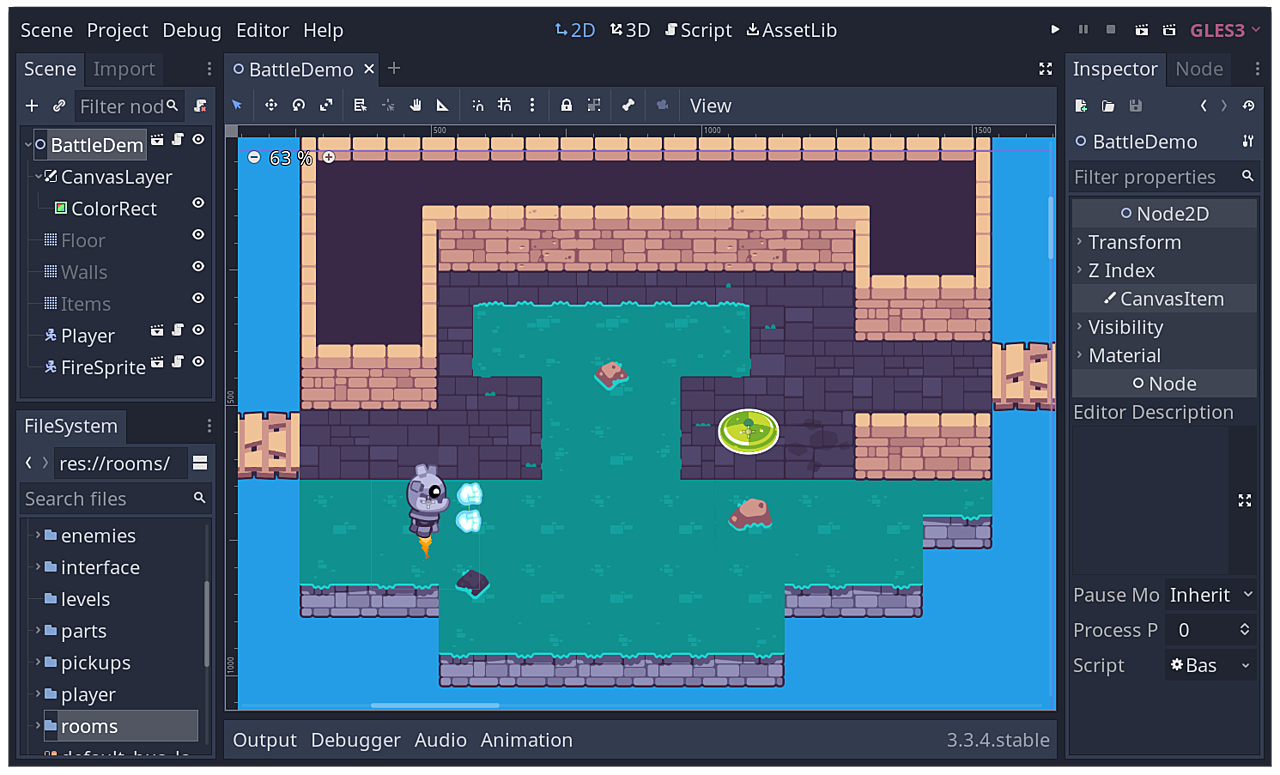 Scene Project Debug Editor Help 2D 3D Script AssetLib GLES3
Scene Import
BattleDemo
Inspector Node
Filter nod
View
BattleDem
CanvasLayer
ColorRect
Floor
Walls
Items
Player
FireSprite
FileSystem
res://rooms/
Search files
enemies
interface
levels
parts
pickups
player
rooms
500 1000 1500
63 %
500
1000
Output Debugger Audio Animation 3.3.4.stable
BattleDemo
Filter properties
Node2D
Transform
Z Index
CanvasItem
Visibility
Material
Node
Editor Description
Pause Mo Inherit
Process P 0
Script Bas